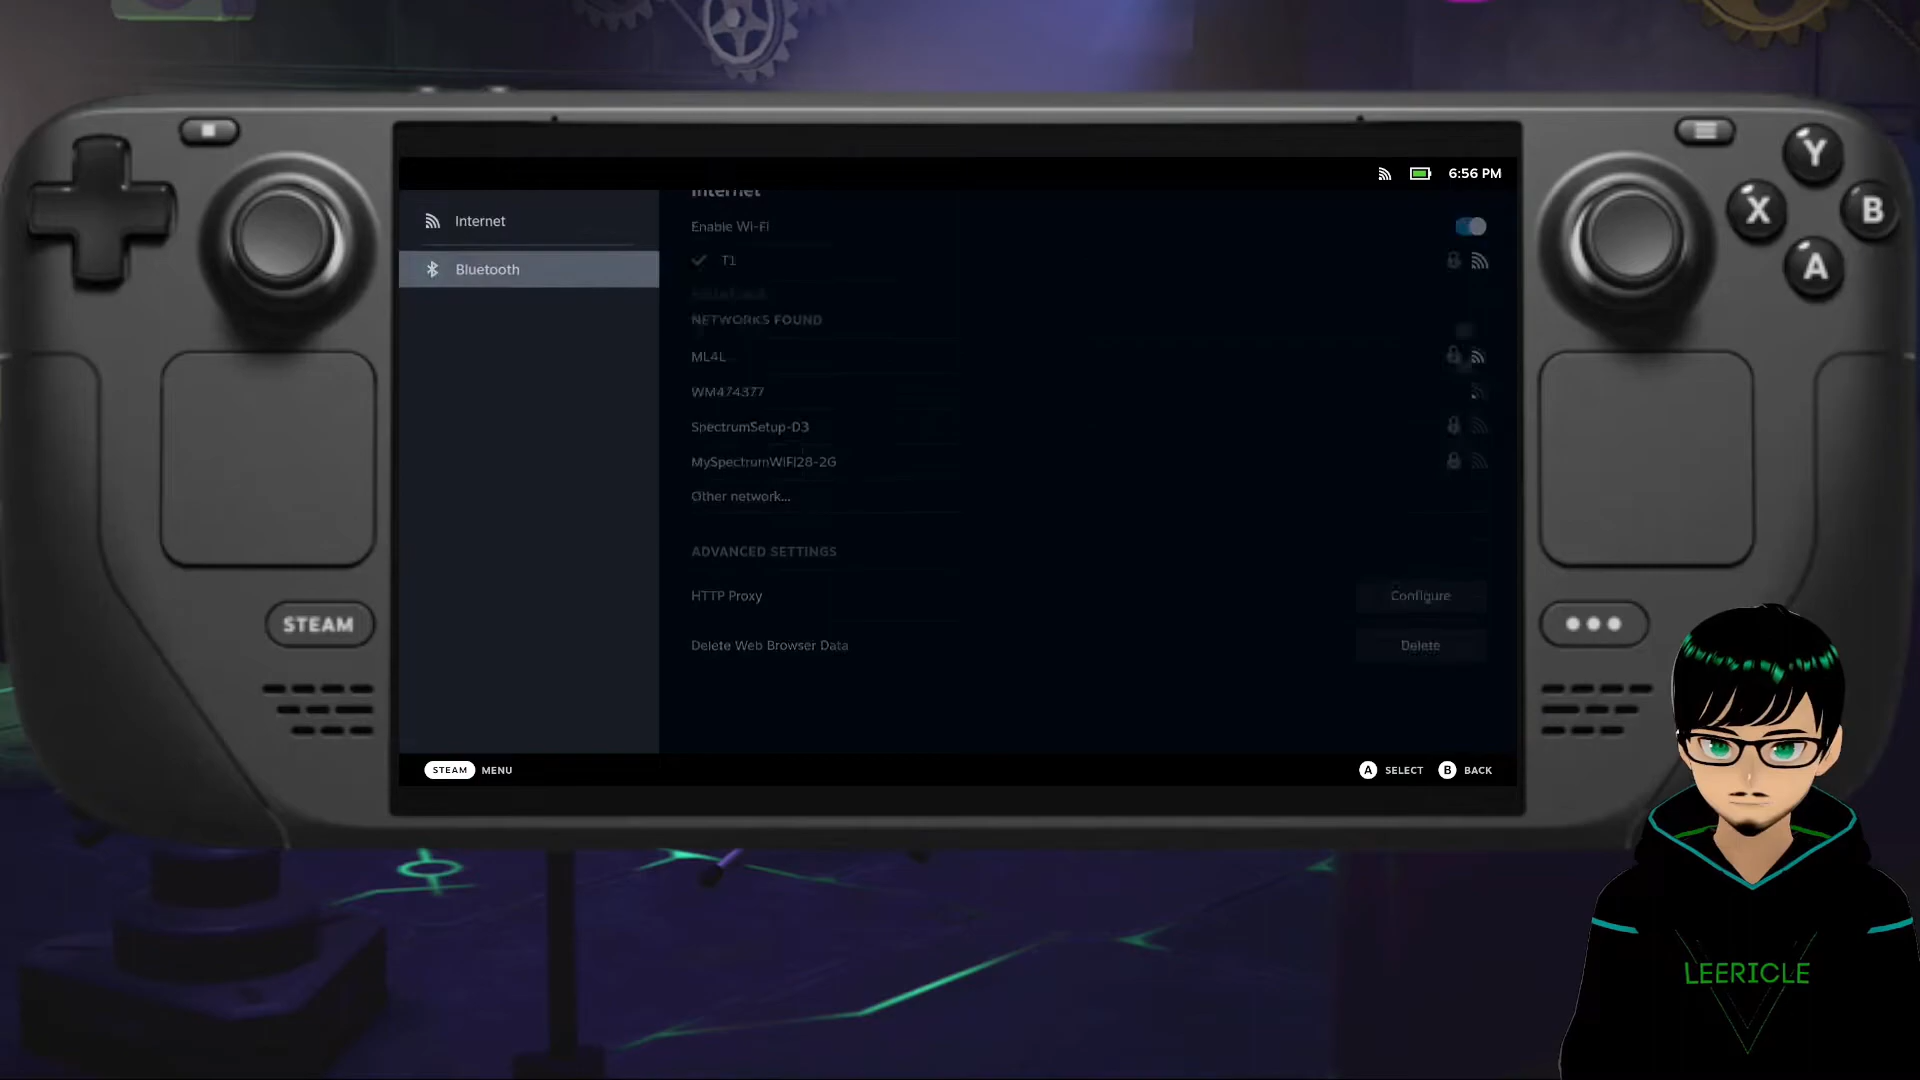 6:56 PM
Internet
Internet
Enable Wi-Fi
Bluetooth
T1
NETWORKS FOUND
ML4L
WM474377
SpectrumSetup-D3
MySpectrumWiFi28-2G
Other network...
ADVANCED SETTINGS
HTTP Proxy
Configure
Delete Web Browser Data
Delete
STEAM MENU
A SELECT B BACK
STEAM
Y
X
B
A
LEERICLE